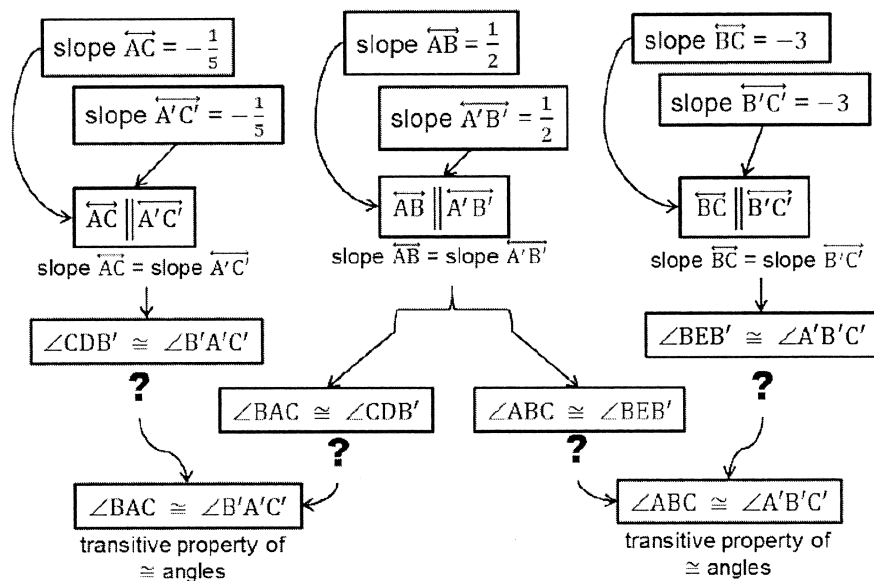 slope AC⃡ = −1/5
slope AB⃡ = 1/2
slope BC⃡ = −3
slope A′C′⃡ = −1/5
slope A′B′⃡ = 1/2
slope B′C′⃡ = −3
AC⃡ ∥ A′C′⃡
AB⃡ ∥ A′B′⃡
BC⃡ ∥ B′C′⃡
slope AC⃡ = slope A′C′⃡
slope AB⃡ = slope A′B′⃡
slope BC⃡ = slope B′C′⃡
∠CDB′ ≅ ∠B′A′C′
∠BEB′ ≅ ∠A′B′C′
?
?
∠BAC ≅ ∠CDB′
∠ABC ≅ ∠BEB′
?
?
∠BAC ≅ ∠B′A′C′
∠ABC ≅ ∠A′B′C′
transitive property of
≅ angles
transitive property of
≅ angles